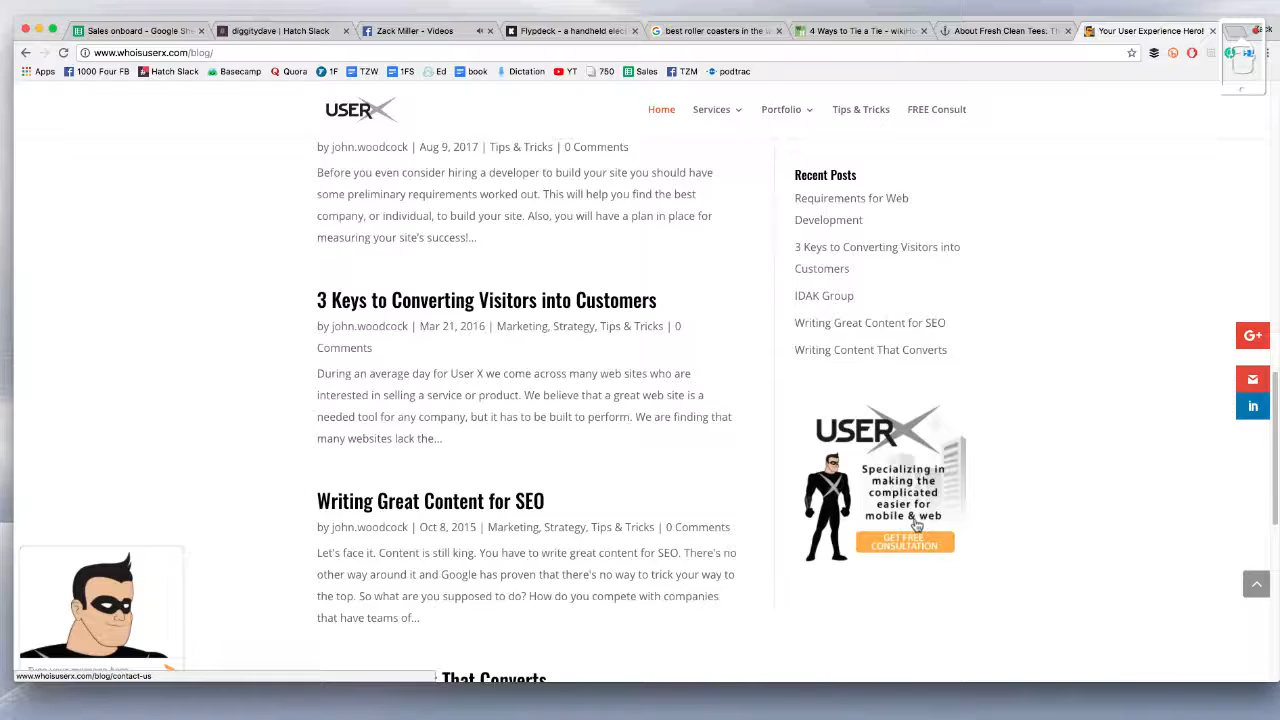 Sales onboard - Google She
diggitydave | Hatch Slack
Zack Miller - Videos
Flypdeck - a handheld elec
best roller coasters in the w
4 Ways to Tie a Tie - wikiHo
About Fresh Clean Tees: Th
Your User Experience Hero!
www.whoisuserx.com/blog/
Apps
1000 Four FB
Hatch Slack
Basecamp
Quora
1F
TZW
1FS
Ed
book
Dictation
YT
750
Sales
TZM
podtrac
USERX
Home
Services
Portfolio
Tips & Tricks
FREE Consult
by john.woodcock | Aug 9, 2017 | Tips & Tricks | 0 Comments
Before you even consider hiring a developer to build your site you should have
some preliminary requirements worked out. This will help you find the best
company, or individual, to build your site. Also, you will have a plan in place for
measuring your site's success!...
3 Keys to Converting Visitors into Customers
by john.woodcock | Mar 21, 2016 | Marketing, Strategy, Tips & Tricks | 0
Comments
During an average day for User X we come across many web sites who are
interested in selling a service or product. We believe that a great web site is a
needed tool for any company, but it has to be built to perform. We are finding that
many websites lack the...
Writing Great Content for SEO
by john.woodcock | Oct 8, 2015 | Marketing, Strategy, Tips & Tricks | 0 Comments
Let's face it. Content is still king. You have to write great content for SEO. There's no
other way around it and Google has proven that there's no way to trick your way to
the top. So what are you supposed to do? How do you compete with companies
that have teams of...
That Converts
Recent Posts
Requirements for Web
Development
3 Keys to Converting Visitors into
Customers
IDAK Group
Writing Great Content for SEO
Writing Content That Converts
USERX
Specializing in
making the
complicated
easier for
mobile & web
GET FREE
CONSULTATION
G+
in
www.whoisuserx.com/blog/contact-us